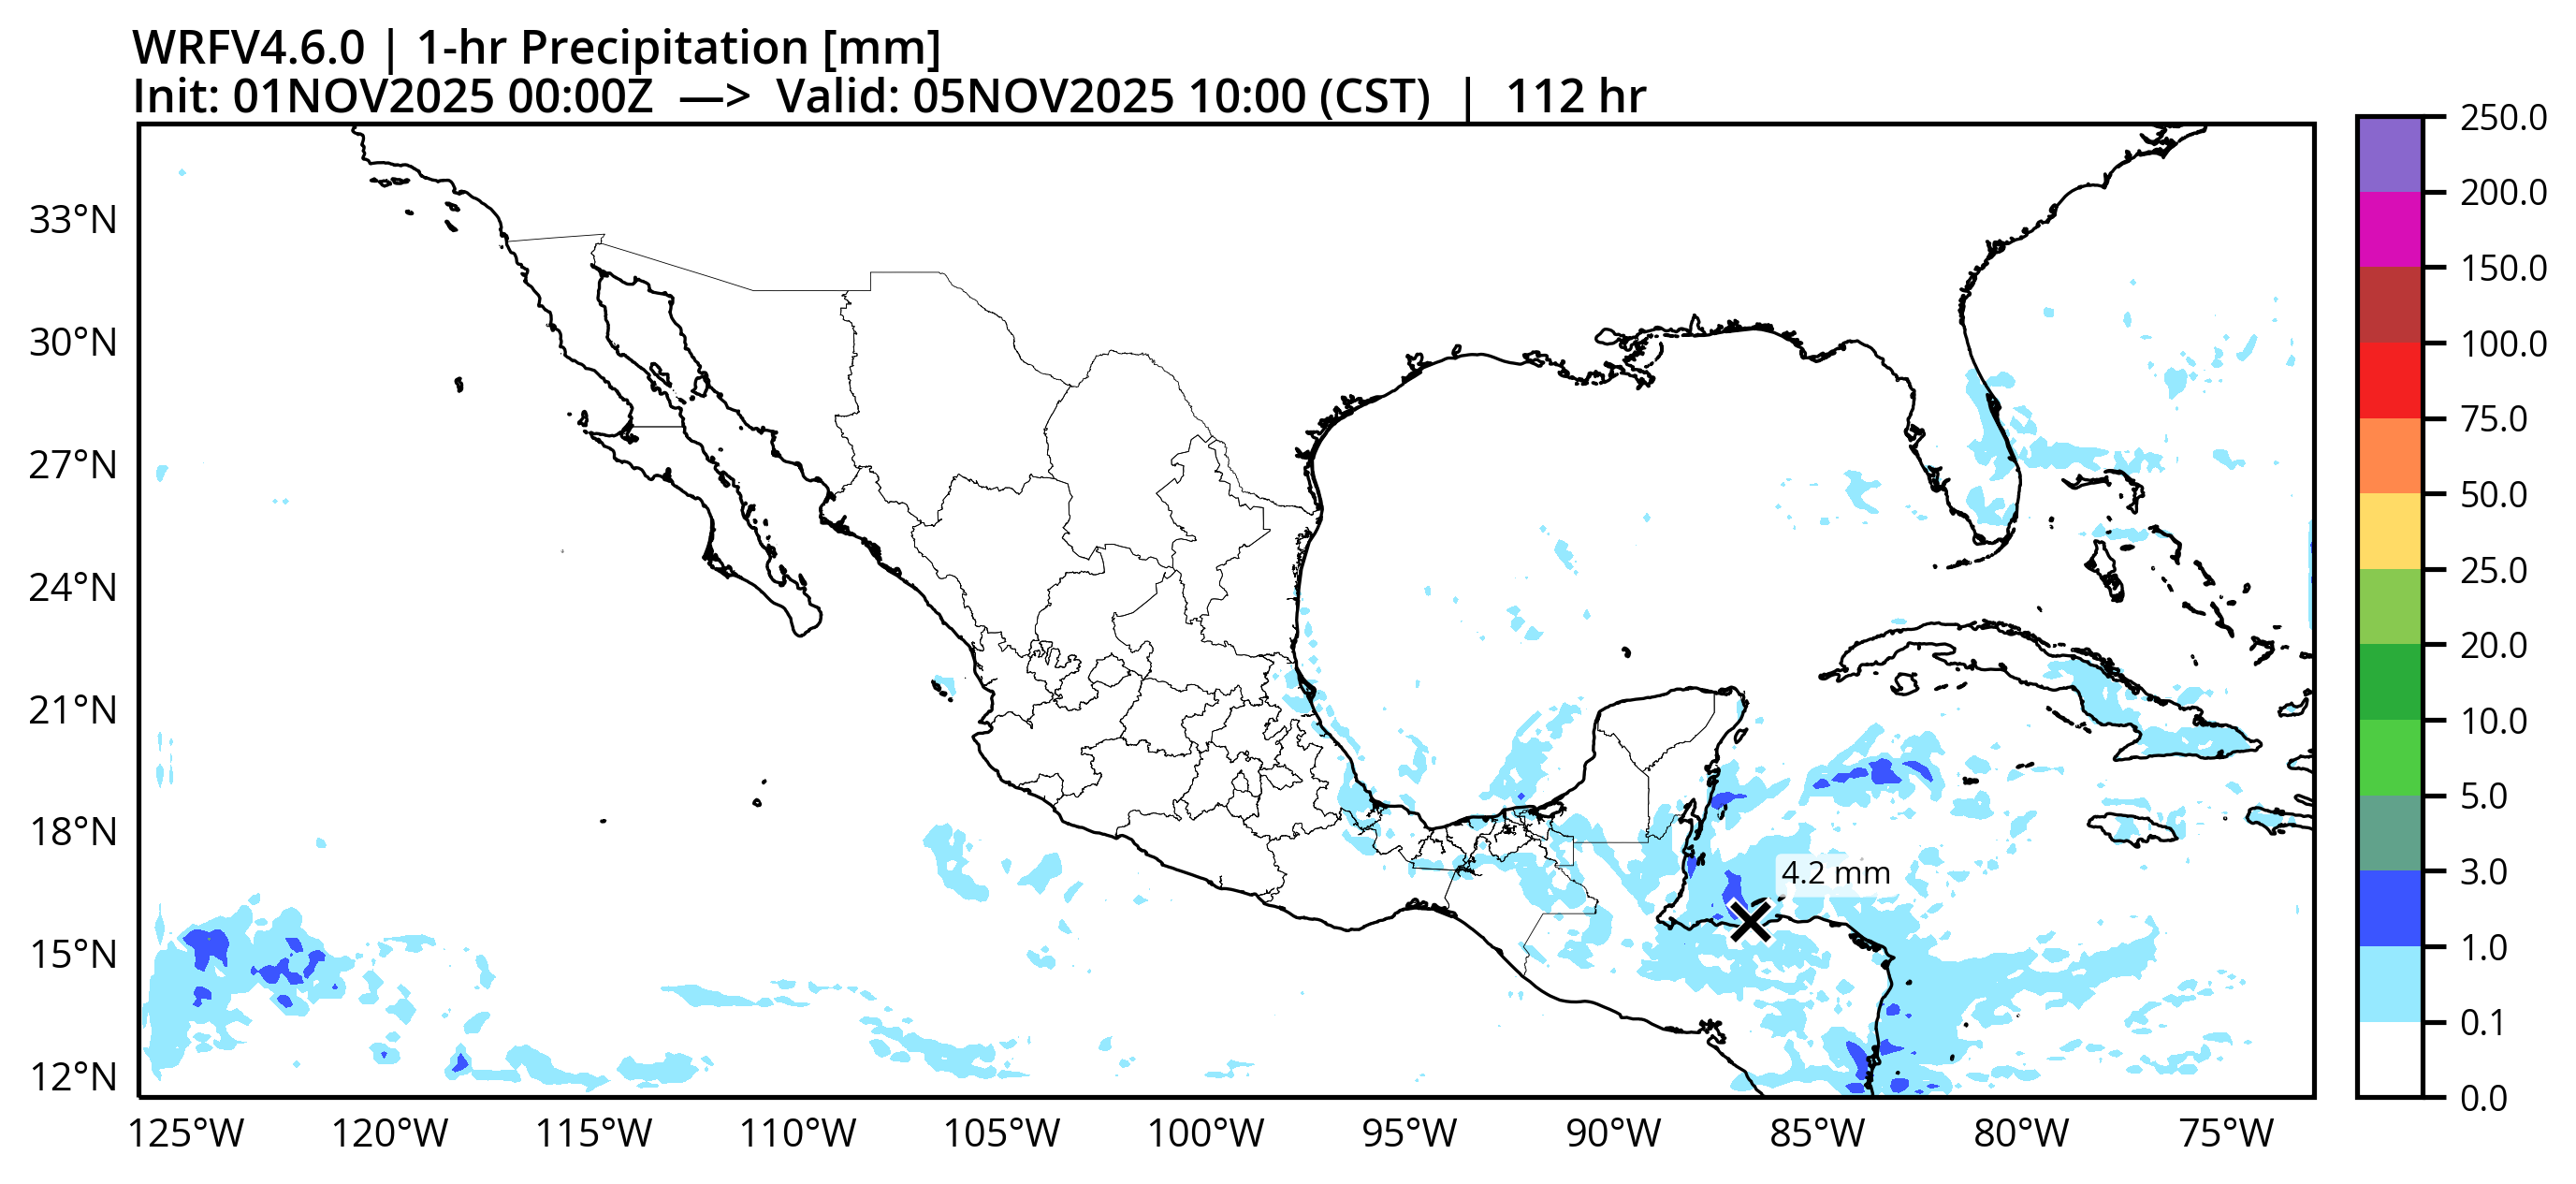 WRFV4.6.0 | 1-hr Precipitation [mm]
Init: 01NOV2025 00:00Z —> Valid: 05NOV2025 10:00 (CST) | 112 hr
33°N
30°N
27°N
24°N
21°N
18°N
15°N
12°N
125°W 120°W 115°W 110°W 105°W 100°W 95°W 90°W 85°W 80°W 75°W
4.2 mm
250.0
200.0
150.0
100.0
75.0
50.0
25.0
20.0
10.0
5.0
3.0
1.0
0.1
0.0